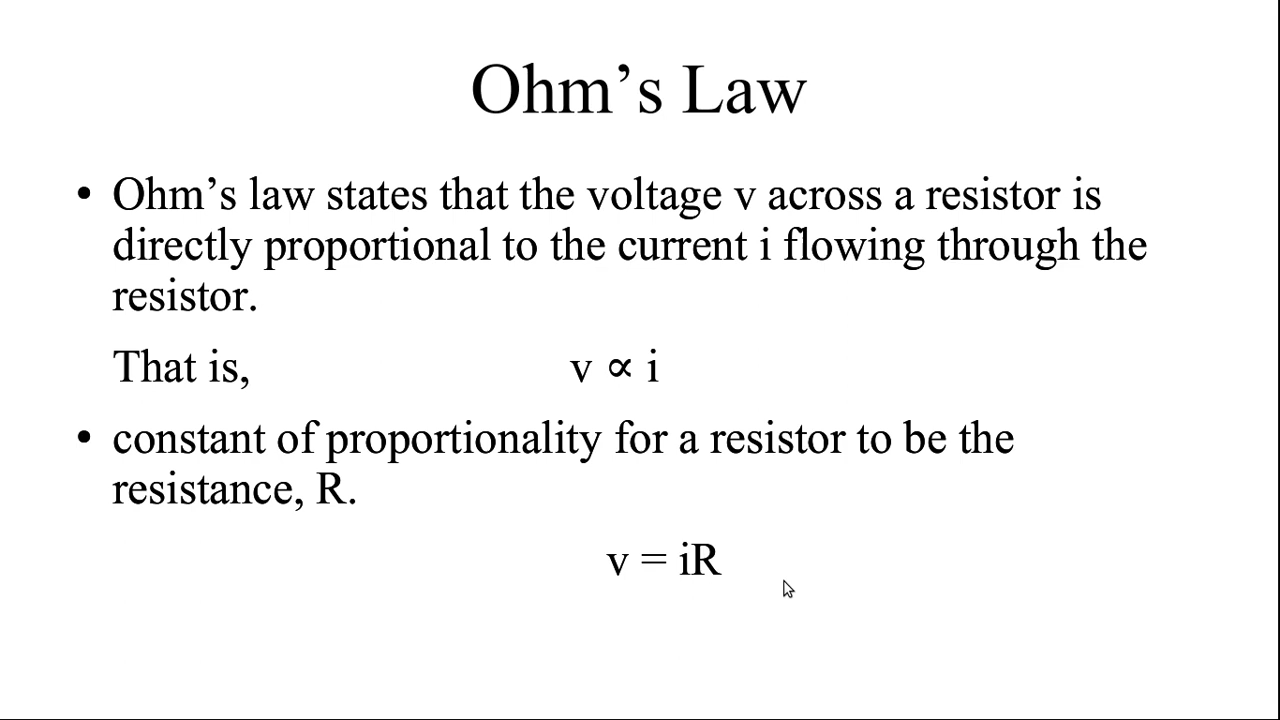 Ohm’s Law
• Ohm’s law states that the voltage v across a resistor is
directly proportional to the current i flowing through the
resistor.
That is, v ∝ i
• constant of proportionality for a resistor to be the
resistance, R.
v = iR